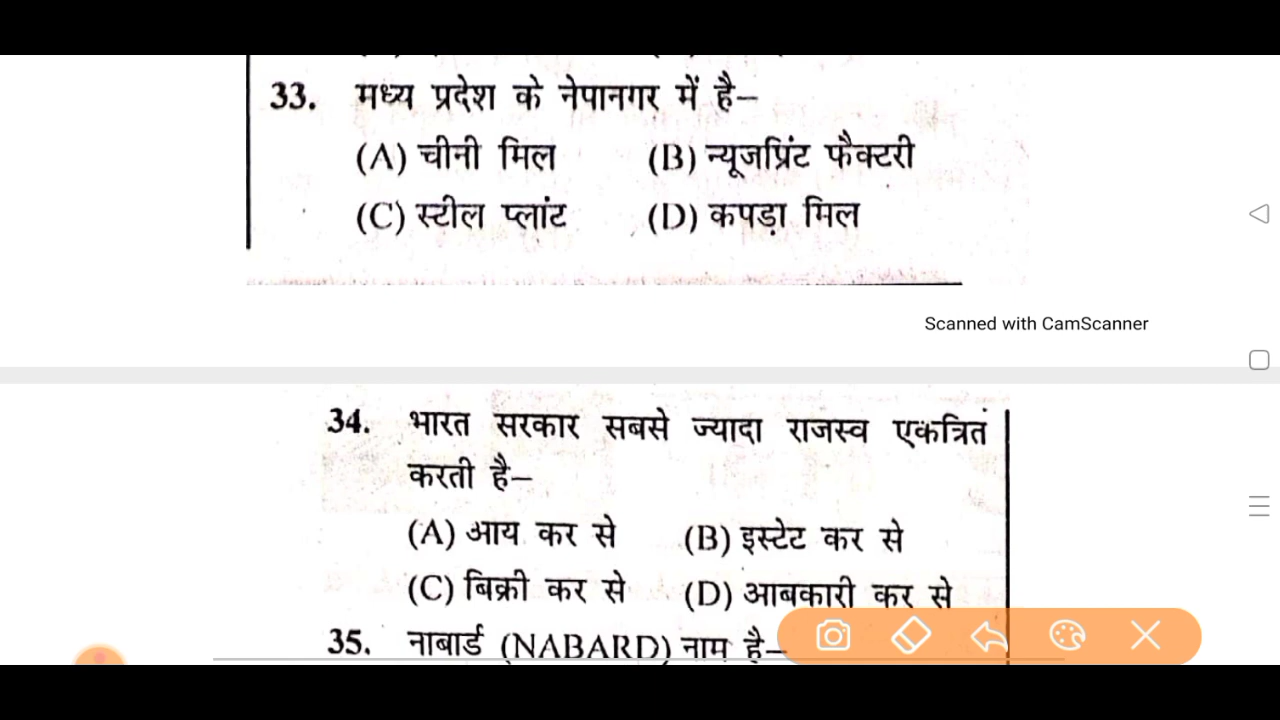 33. मध्य प्रदेश के नेपानगर में है–
(A) चीनी मिल (B) न्यूजप्रिंट फैक्टरी
(C) स्टील प्लांट (D) कपड़ा मिल
Scanned with CamScanner
34. भारत सरकार सबसे ज्यादा राजस्व एकत्रित
करती है–
(A) आय कर से (B) इस्टेट कर से
(C) बिक्री कर से (D) आबकारी कर से
35. नाबार्ड (NABARD) नाम है–